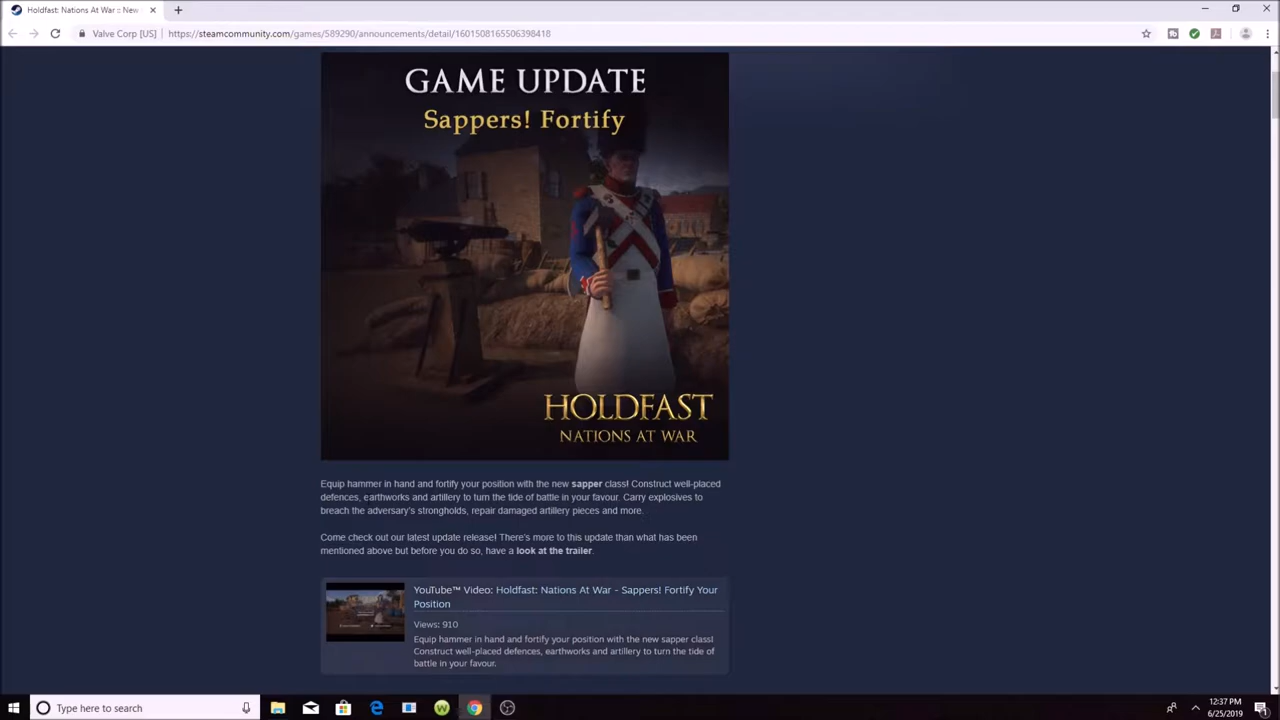 Holdfast: Nations At War :: New
Valve Corp [US]
https://steamcommunity.com/games/589290/announcements/detail/1601508165506398418
GAME UPDATE
Sappers! Fortify
HOLDFAST
NATIONS AT WAR
Equip hammer in hand and fortify your position with the new sapper class! Construct well-placed
defences, earthworks and artillery to turn the tide of battle in your favour. Carry explosives to
breach the adversary's strongholds, repair damaged artillery pieces and more.
Come check out our latest update release! There's more to this update than what has been
mentioned above but before you do so, have a look at the trailer.
YouTube™ Video: Holdfast: Nations At War - Sappers! Fortify Your
Position
Views: 910
Equip hammer in hand and fortify your position with the new sapper class!
Construct well-placed defences, earthworks and artillery to turn the tide of
battle in your favour.
Type here to search
12:37 PM
6/25/2019